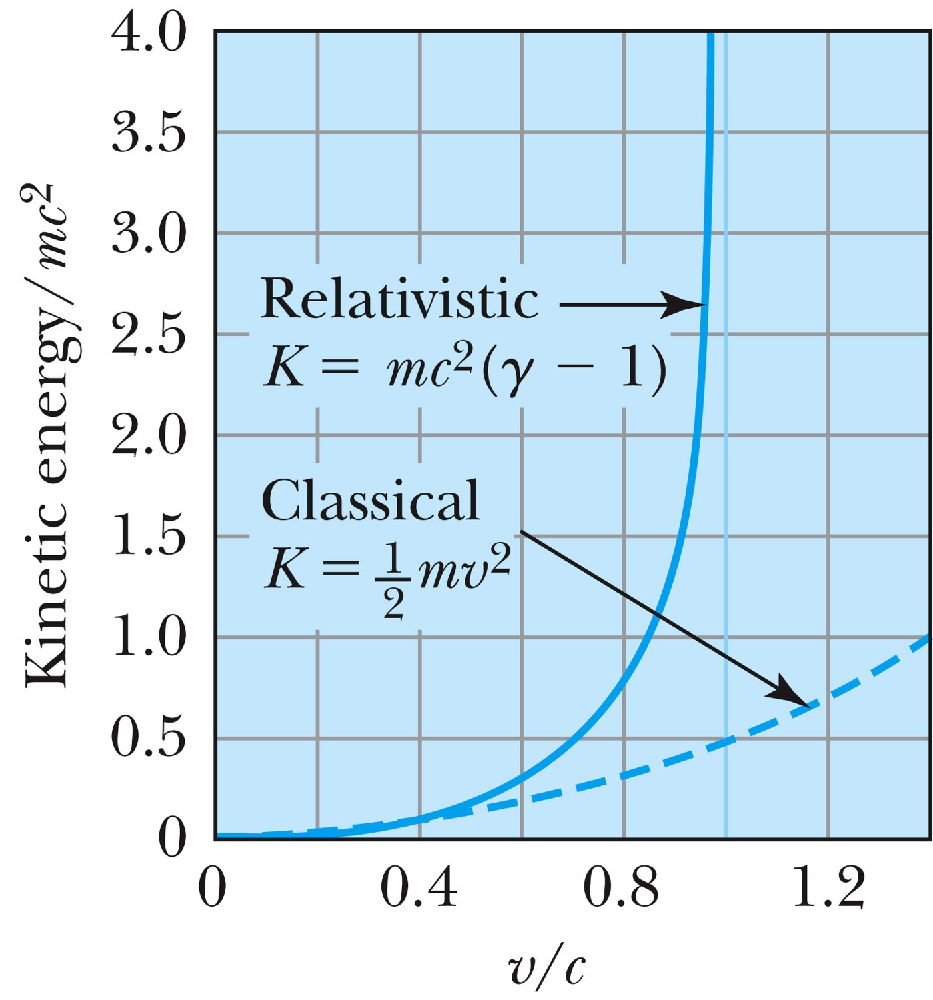 4.0
3.5
3.0
2.5
2.0
1.5
1.0
0.5
0
Kinetic energy/mc²
Relativistic
K = mc²(γ − 1)
Classical
K = ½mv²
0 0.4 0.8 1.2
v/c